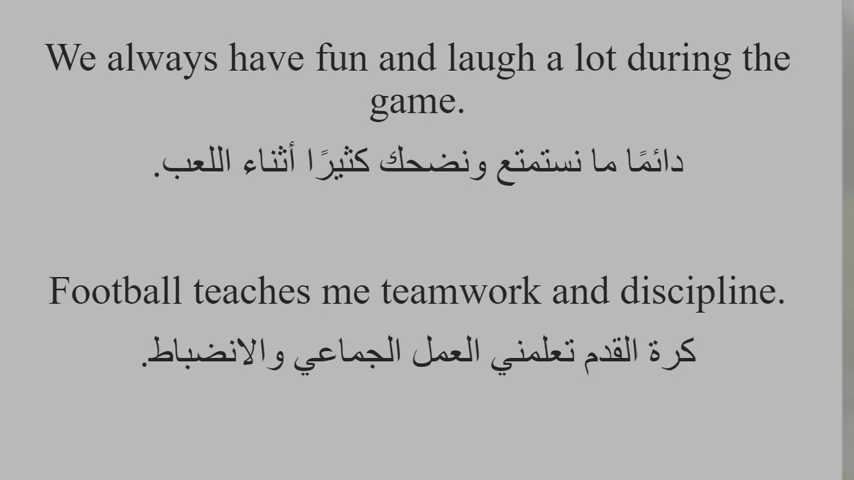 We always have fun and laugh a lot during the
game.
دائمًا ما نستمتع ونضحك كثيرًا أثناء اللعب.
Football teaches me teamwork and discipline.
كرة القدم تعلمني العمل الجماعي والانضباط.